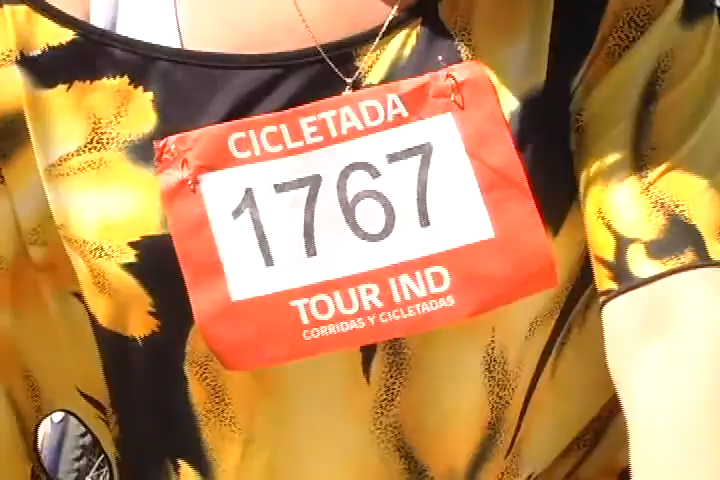 CICLETADA
1767
TOUR IND
CORRIDAS Y CICLETADAS